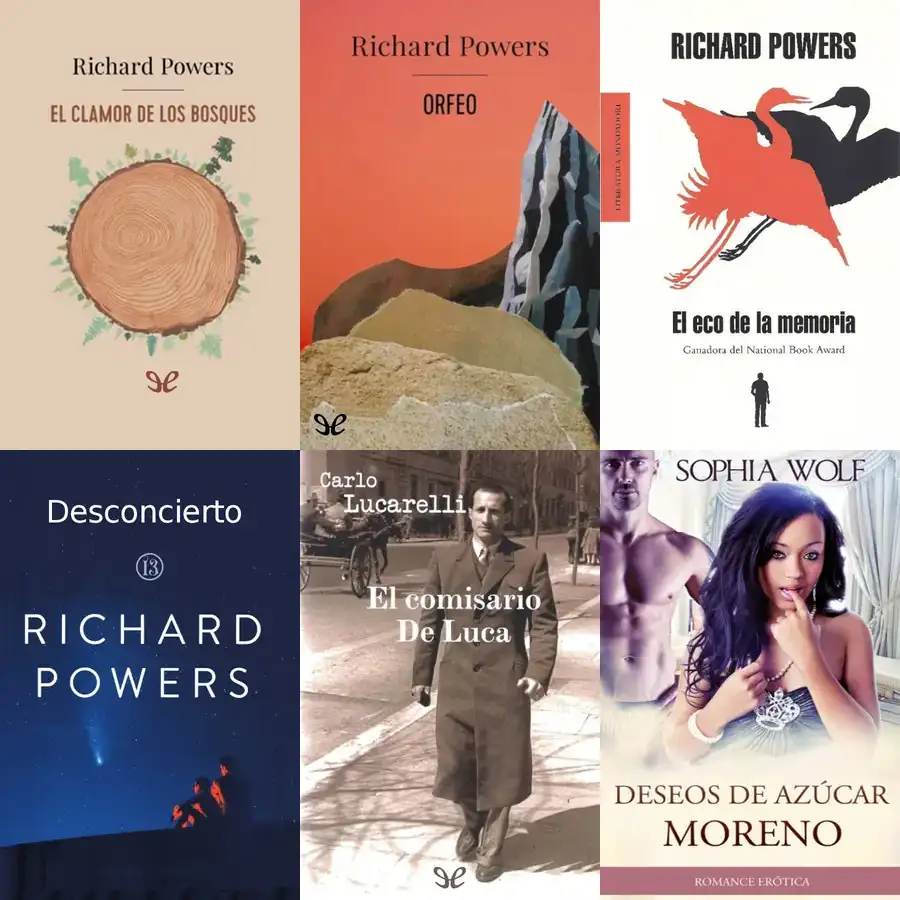 Richard Powers
EL CLAMOR DE LOS BOSQUES
Richard Powers
ORFEO
RICHARD POWERS
LITERATURA MONDADORI
El eco de la memoria
Ganadora del National Book Award
Desconcierto
13
RICHARD
POWERS
Carlo
Lucarelli
El comisario
De Luca
SOPHIA WOLF
DESEOS DE AZÚCAR
MORENO
ROMANCE ERÓTICA